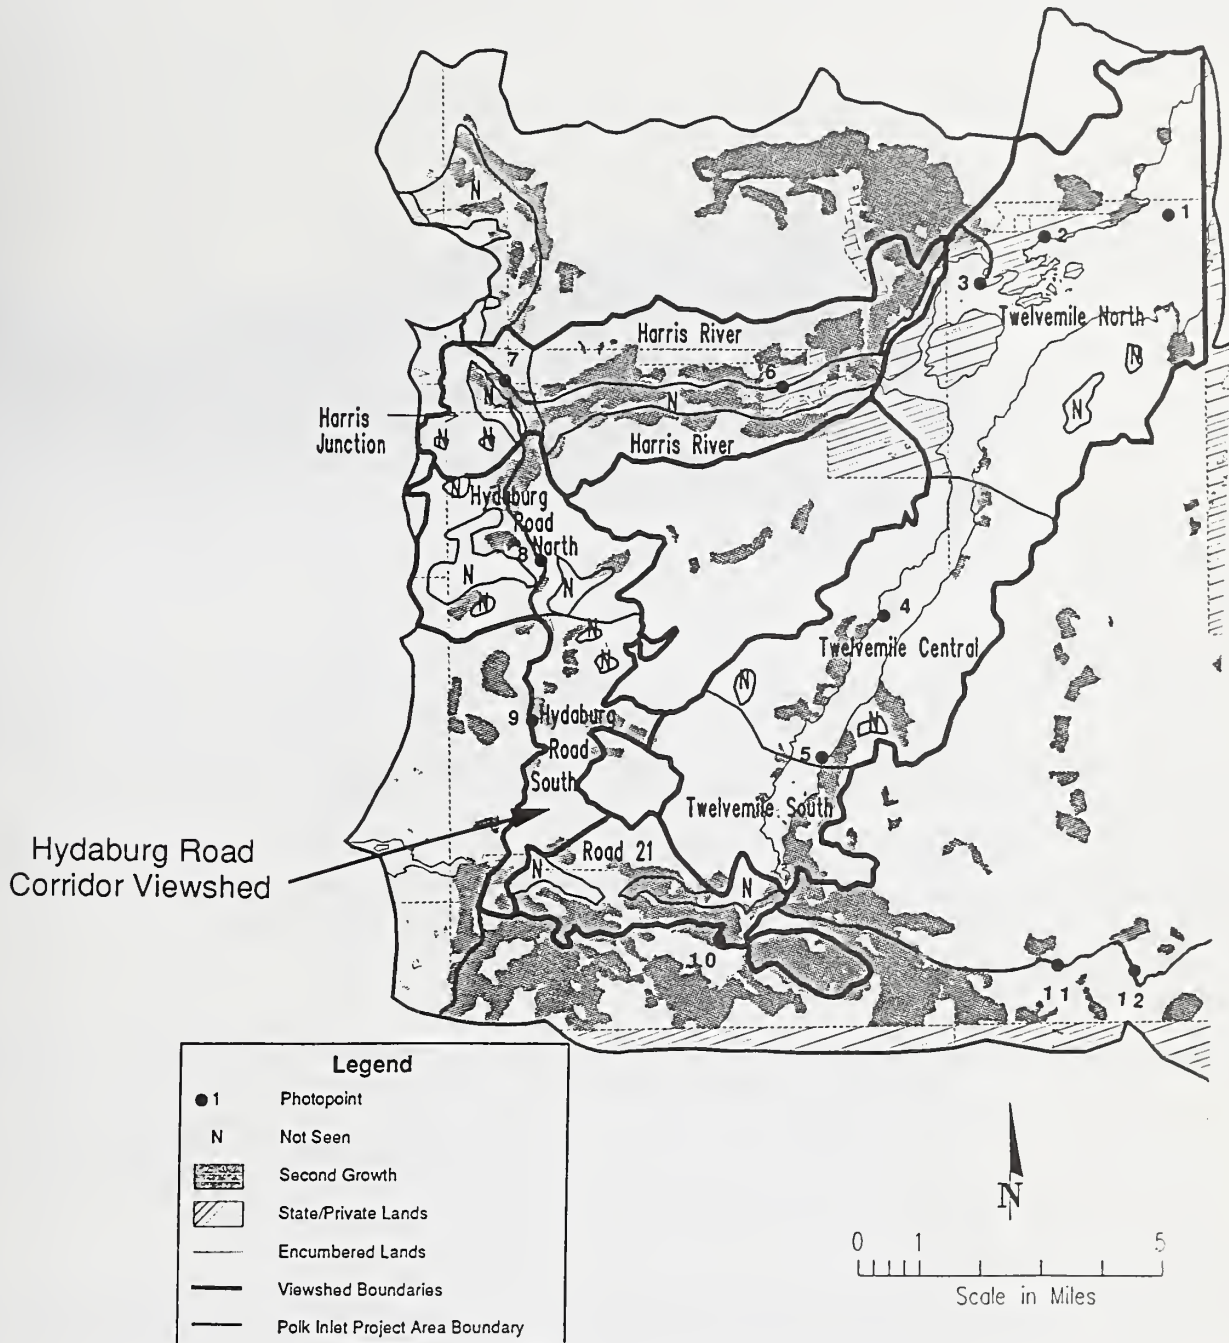 N
1
2
3
Twelvemile North
Harris River
N
7
6
N
N
N
Harris
Junction
Harris River
N
N
N
Hydaburg
Road
North
8
N
N
N
4
N
Twelvemile Central
N
N
9
Hydaburg
N
Road
5
South
Twelvemile South
Hydaburg Road
Corridor Viewshed
Road 21
N
N
10
11
12
Legend
1 Photopoint
N Not Seen
Second Growth
State/Private Lands
Encumbered Lands
Viewshed Boundaries
Polk Inlet Project Area Boundary
N
0 1 5
Scale in Miles